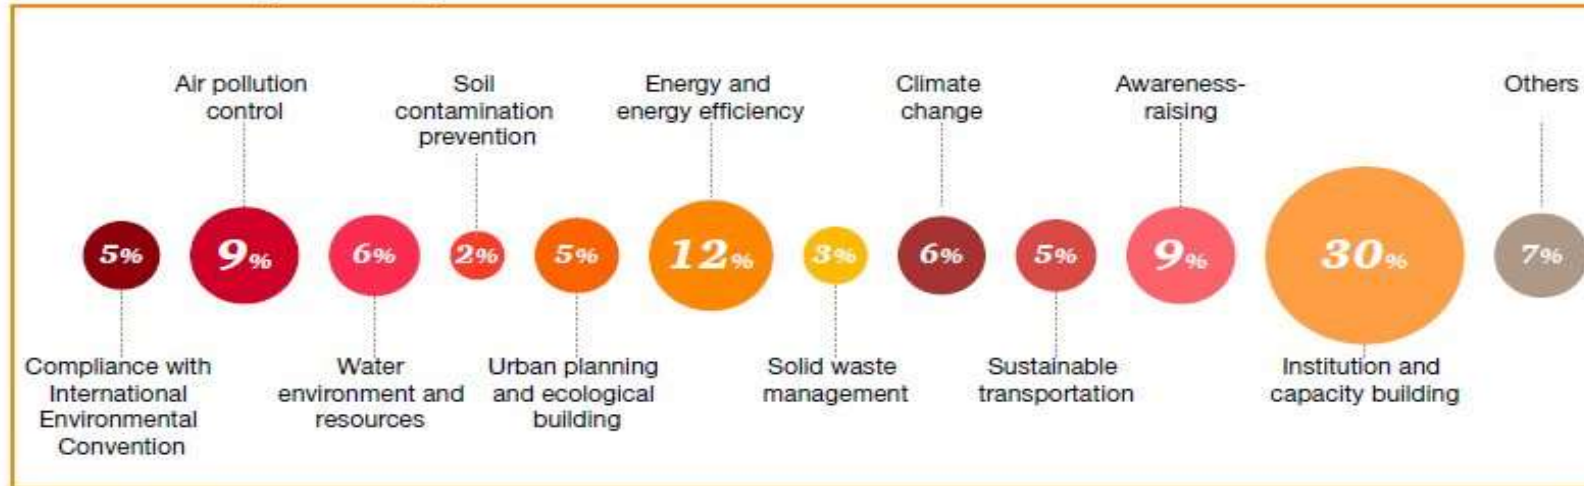 Air pollution
control
Soil
contamination
prevention
Energy and
energy efficiency
Climate
change
Awareness-
raising
Others
5%
9%
6%
2%
5%
12%
3%
6%
5%
9%
30%
7%
Compliance with
International
Environmental
Convention
Water
environment and
resources
Urban planning
and ecological
building
Solid waste
management
Sustainable
transportation
Institution and
capacity building